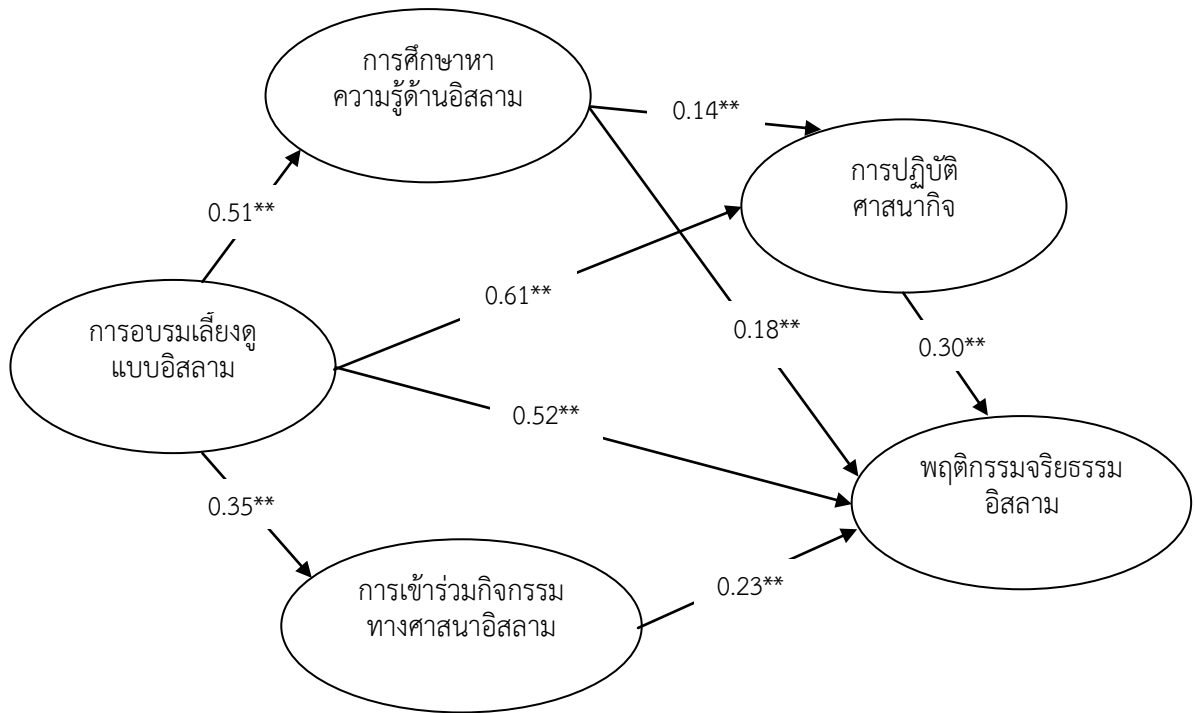 การศึกษาหา
ความรู้ด้านอิสลาม
0.14**
การปฏิบัติ
ศาสนากิจ
0.51**
0.61**
การอบรมเลี้ยงดู
แบบอิสลาม
0.18**
0.30**
0.52**
พฤติกรรมจริยธรรม
อิสลาม
0.35**
การเข้าร่วมกิจกรรม
ทางศาสนาอิสลาม
0.23**